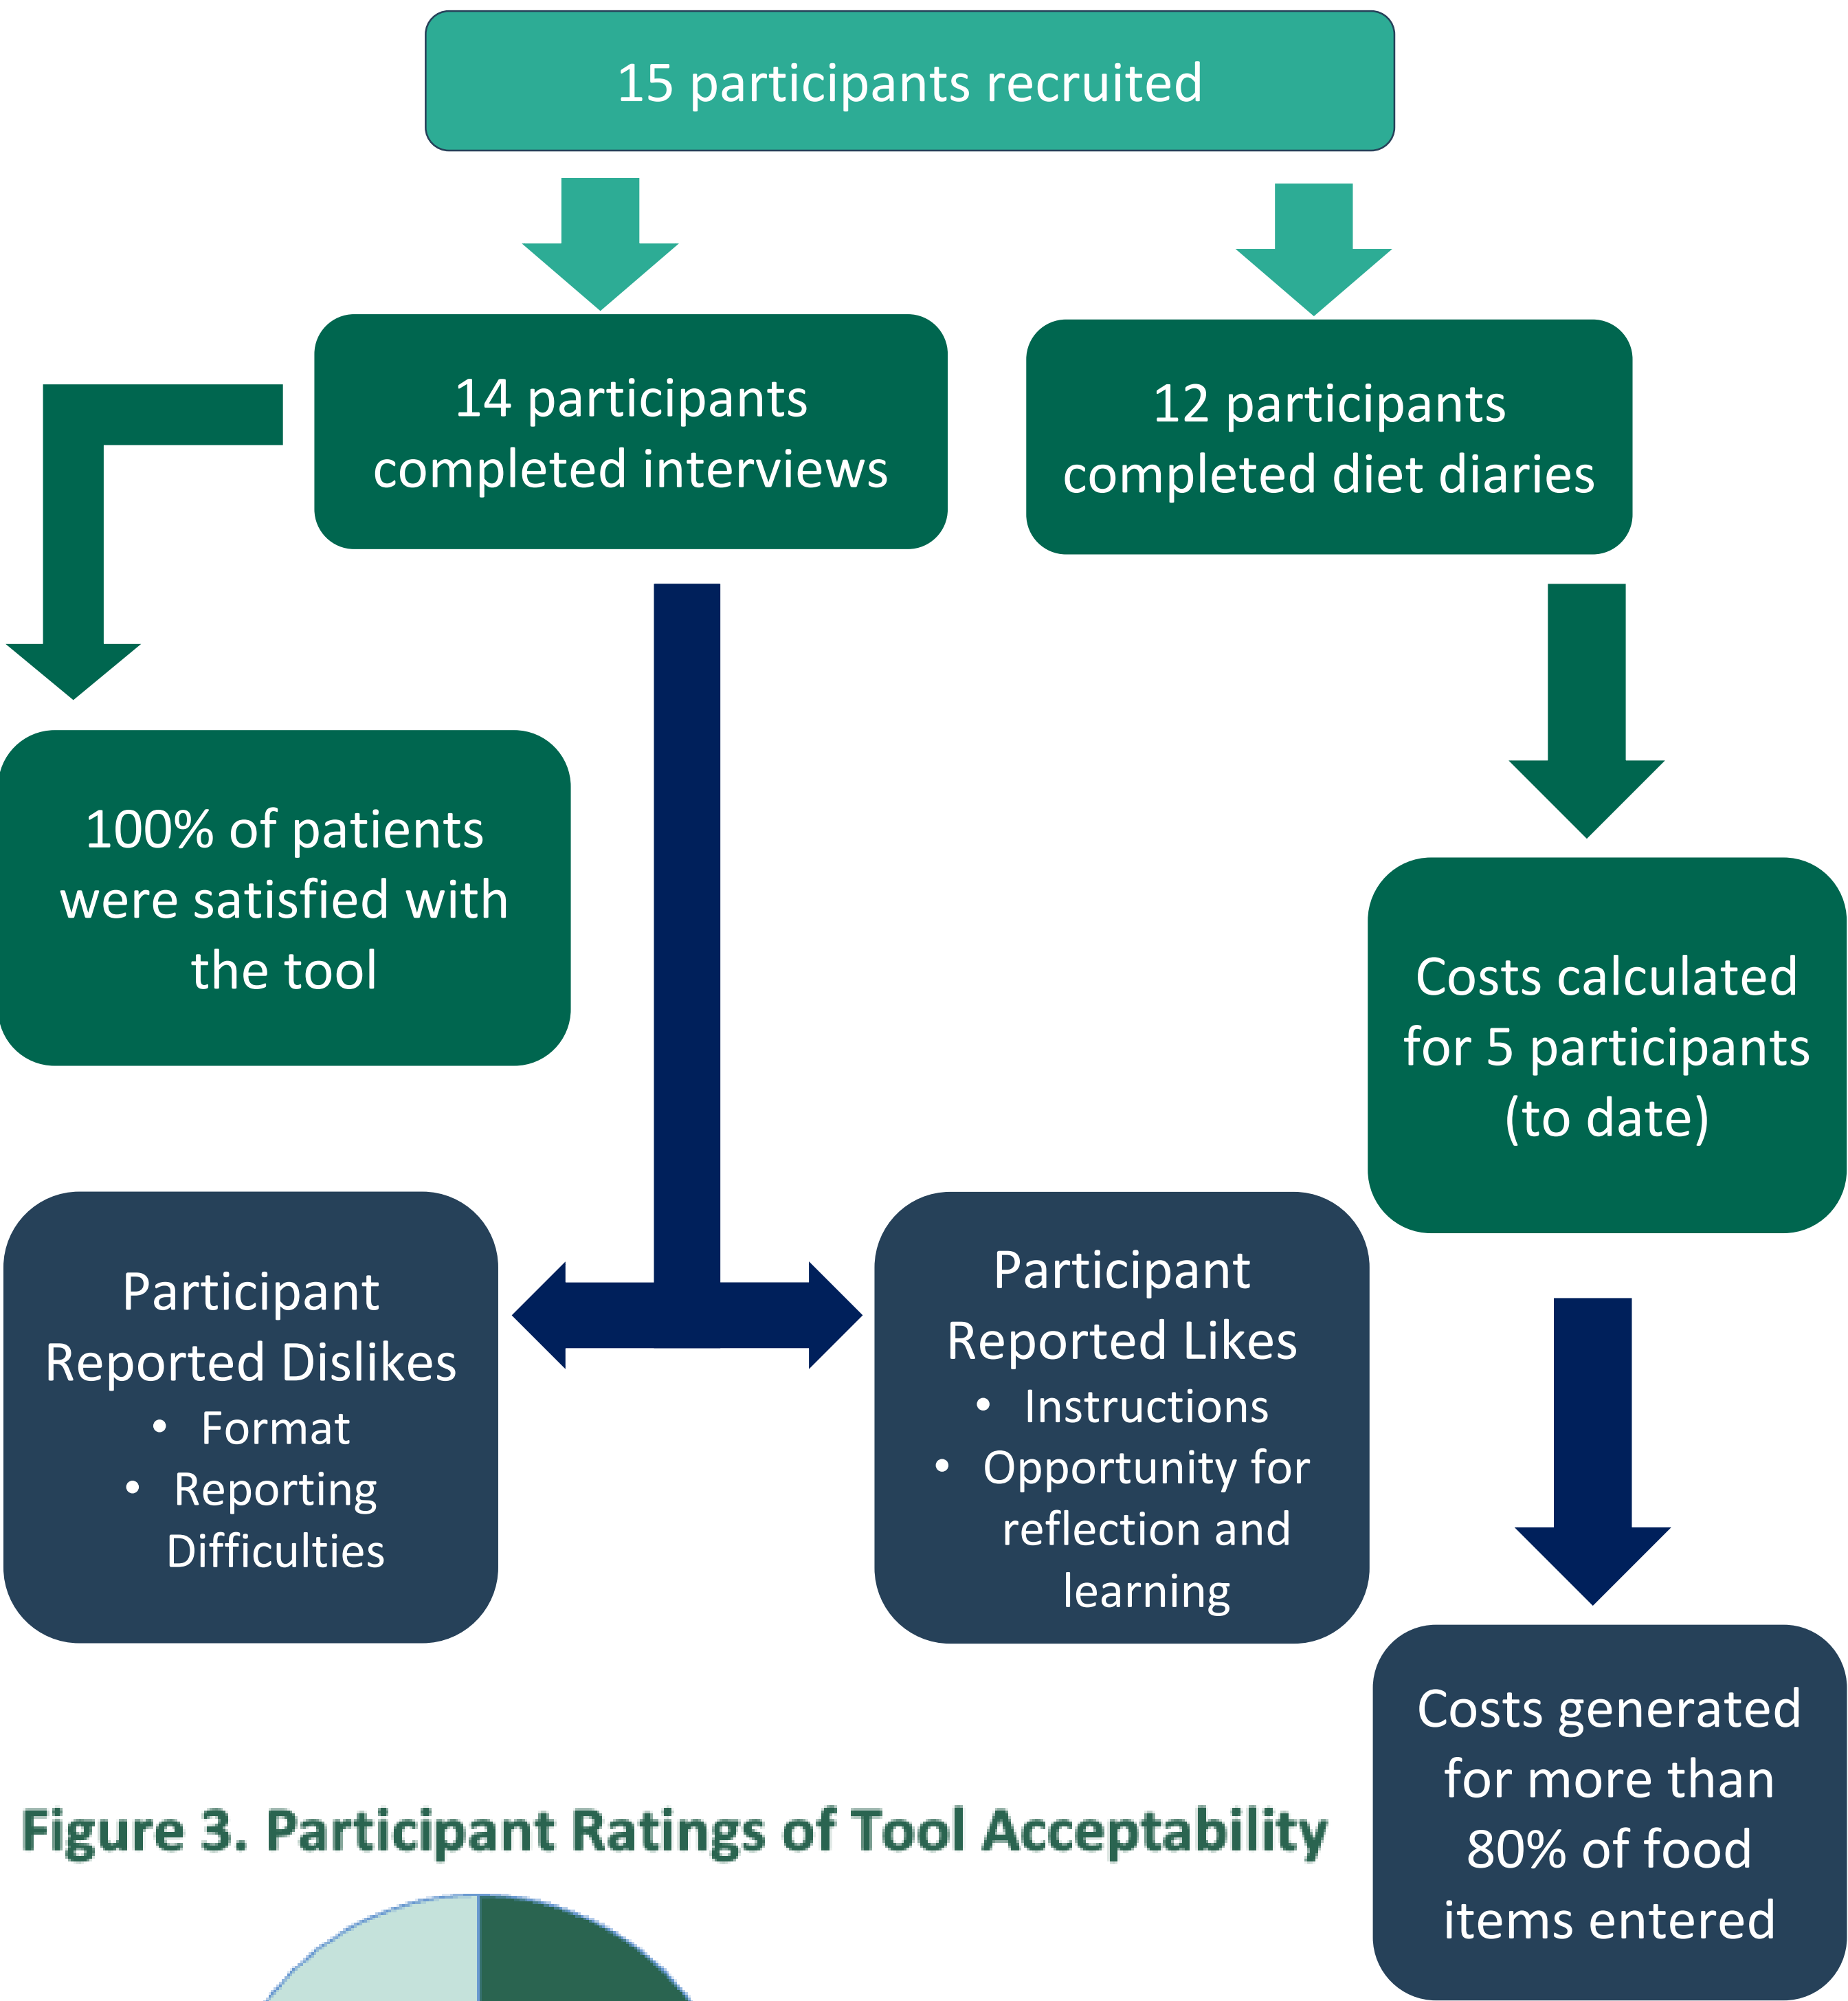 15 participants recruited
14 participants
completed interviews
12 participants
completed diet diaries
100% of patients
were satisfied with
the tool
Costs calculated
for 5 participants
(to date)
Participant
Reported Dislikes
• Format
• Reporting
Difficulties
Participant
Reported Likes
• Instructions
• Opportunity for
reflection and
learning
Costs generated
for more than
80% of food
items entered
Figure 3. Participant Ratings of Tool Acceptability